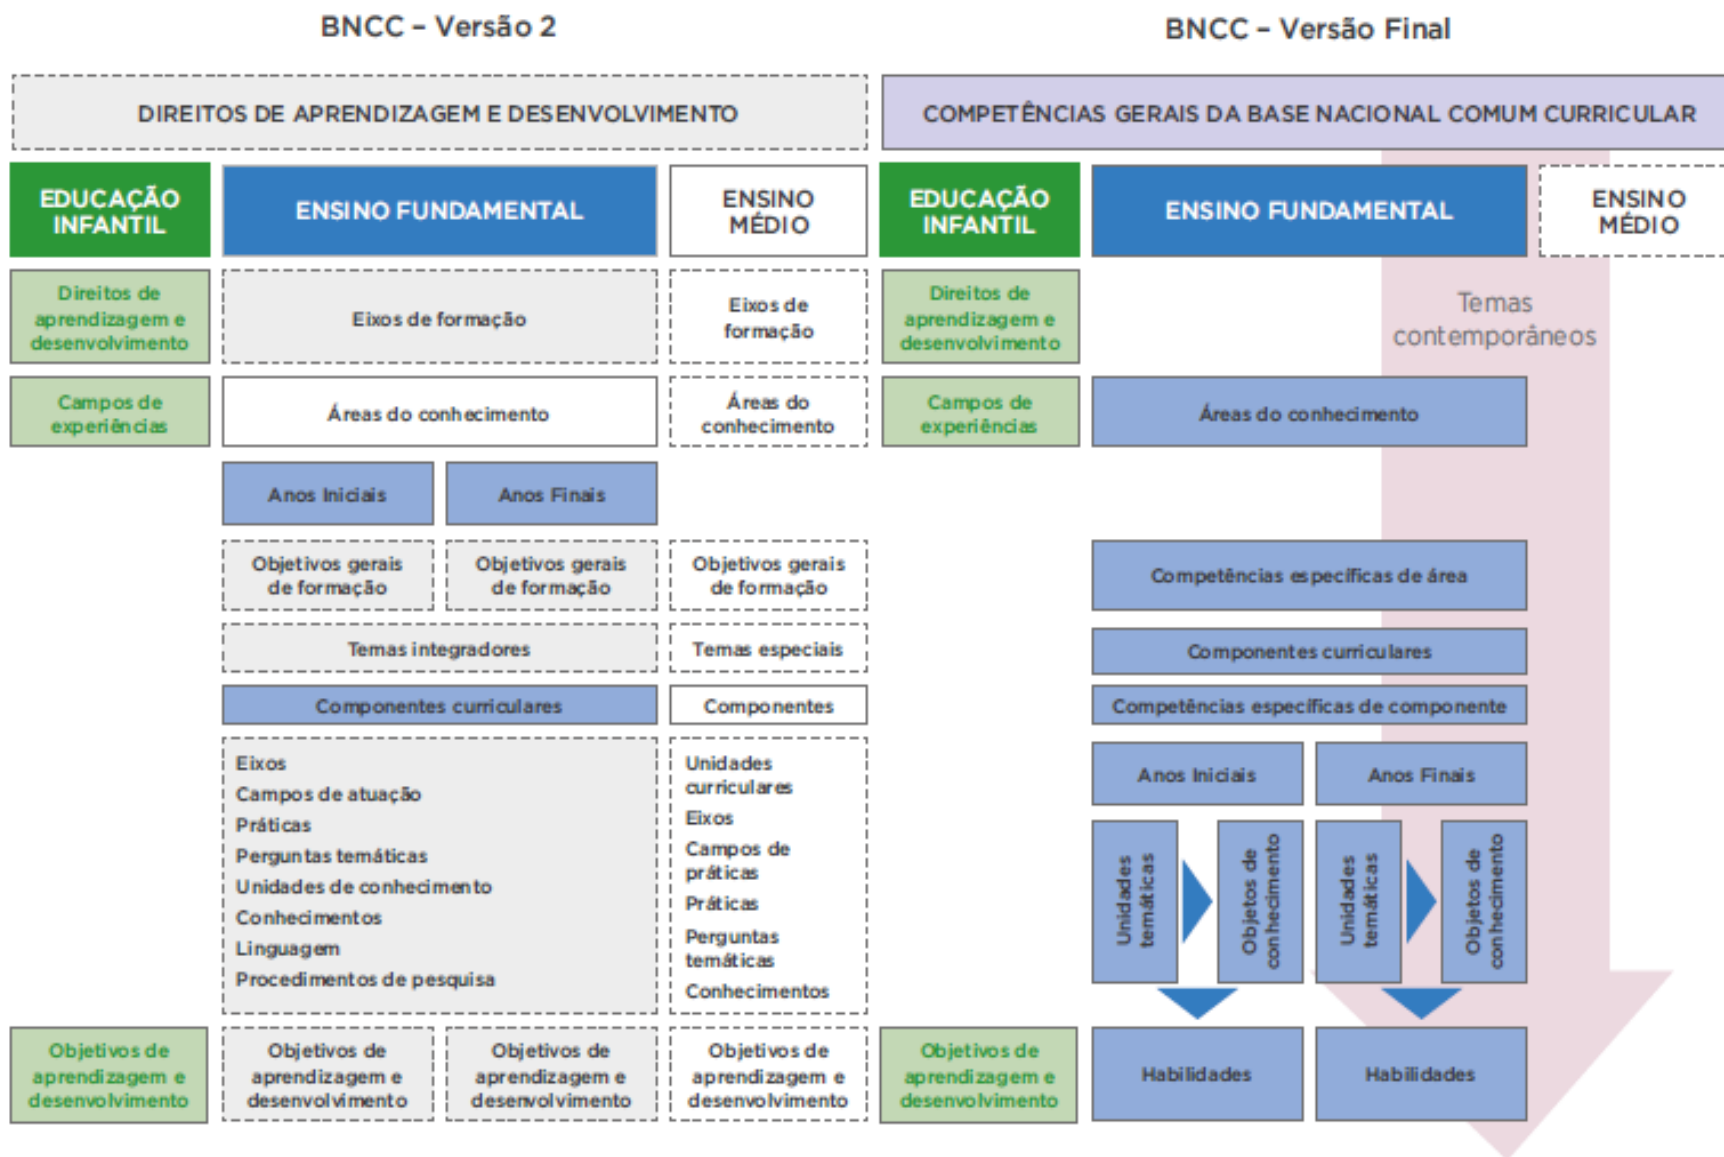 BNCC – Versão 2
DIREITOS DE APRENDIZAGEM E DESENVOLVIMENTO
EDUCAÇÃO
INFANTIL
ENSINO FUNDAMENTAL
ENSINO
MÉDIO
Direitos de
aprendizagem e
desenvolvimento
Eixos de formação
Eixos de
formação
Campos de
experiências
Áreas do conhecimento
Áreas do
conhecimento
Anos Iniciais
Anos Finais
Objetivos gerais
de formação
Objetivos gerais
de formação
Objetivos gerais
de formação
Temas integradores
Temas especiais
Componentes curriculares
Componentes
Eixos
Campos de atuação
Práticas
Perguntas temáticas
Unidades de conhecimento
Conhecimentos
Linguagem
Procedimentos de pesquisa
Unidades
curriculares
Eixos
Campos de
práticas
Práticas
Perguntas
temáticas
Conhecimentos
Objetivos de
aprendizagem e
desenvolvimento
Objetivos de
aprendizagem e
desenvolvimento
Objetivos de
aprendizagem e
desenvolvimento
Objetivos de
aprendizagem e
desenvolvimento
BNCC – Versão Final
COMPETÊNCIAS GERAIS DA BASE NACIONAL COMUM CURRICULAR
EDUCAÇÃO
INFANTIL
ENSINO FUNDAMENTAL
ENSINO
MÉDIO
Direitos de
aprendizagem e
desenvolvimento
Temas
contemporâneos
Campos de
experiências
Áreas do conhecimento
Competências específicas de área
Componentes curriculares
Competências específicas de componente
Anos Iniciais
Anos Finais
Unidades
temáticas
Objetos de
conhecimento
Unidades
temáticas
Objetos de
conhecimento
Objetivos de
aprendizagem e
desenvolvimento
Habilidades
Habilidades